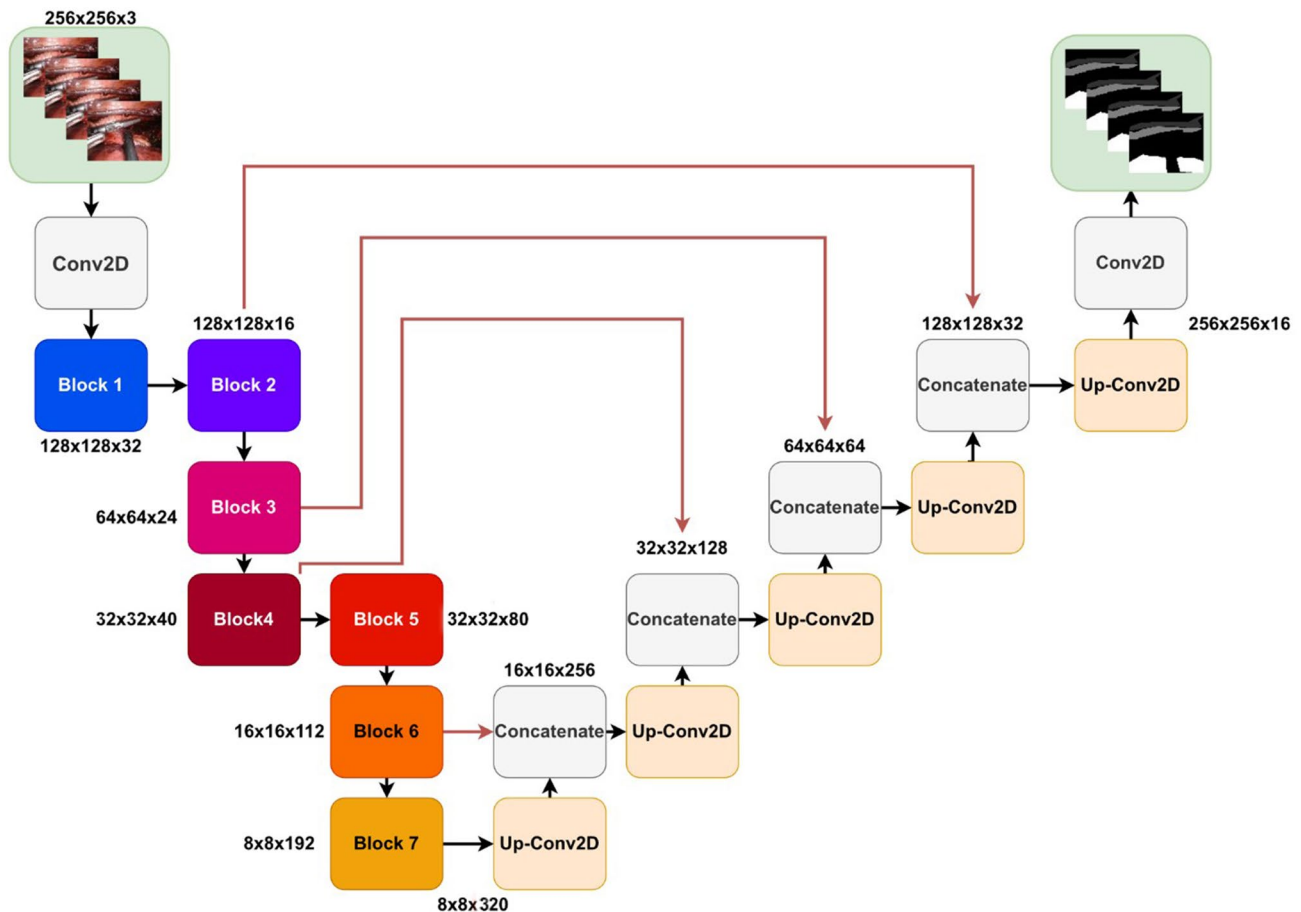 256x256x3
Conv2D
Block 1
128x128x32
128x128x16
Block 2
Block 3
64x64x24
Block4
32x32x40
Block 5
32x32x80
Block 6
16x16x112
Block 7
8x8x192
Up-Conv2D
8x8x320
16x16x256
Concatenate
Up-Conv2D
32x32x128
Concatenate
Up-Conv2D
64x64x64
Concatenate
Up-Conv2D
128x128x32
Concatenate
Up-Conv2D
256x256x16
Conv2D